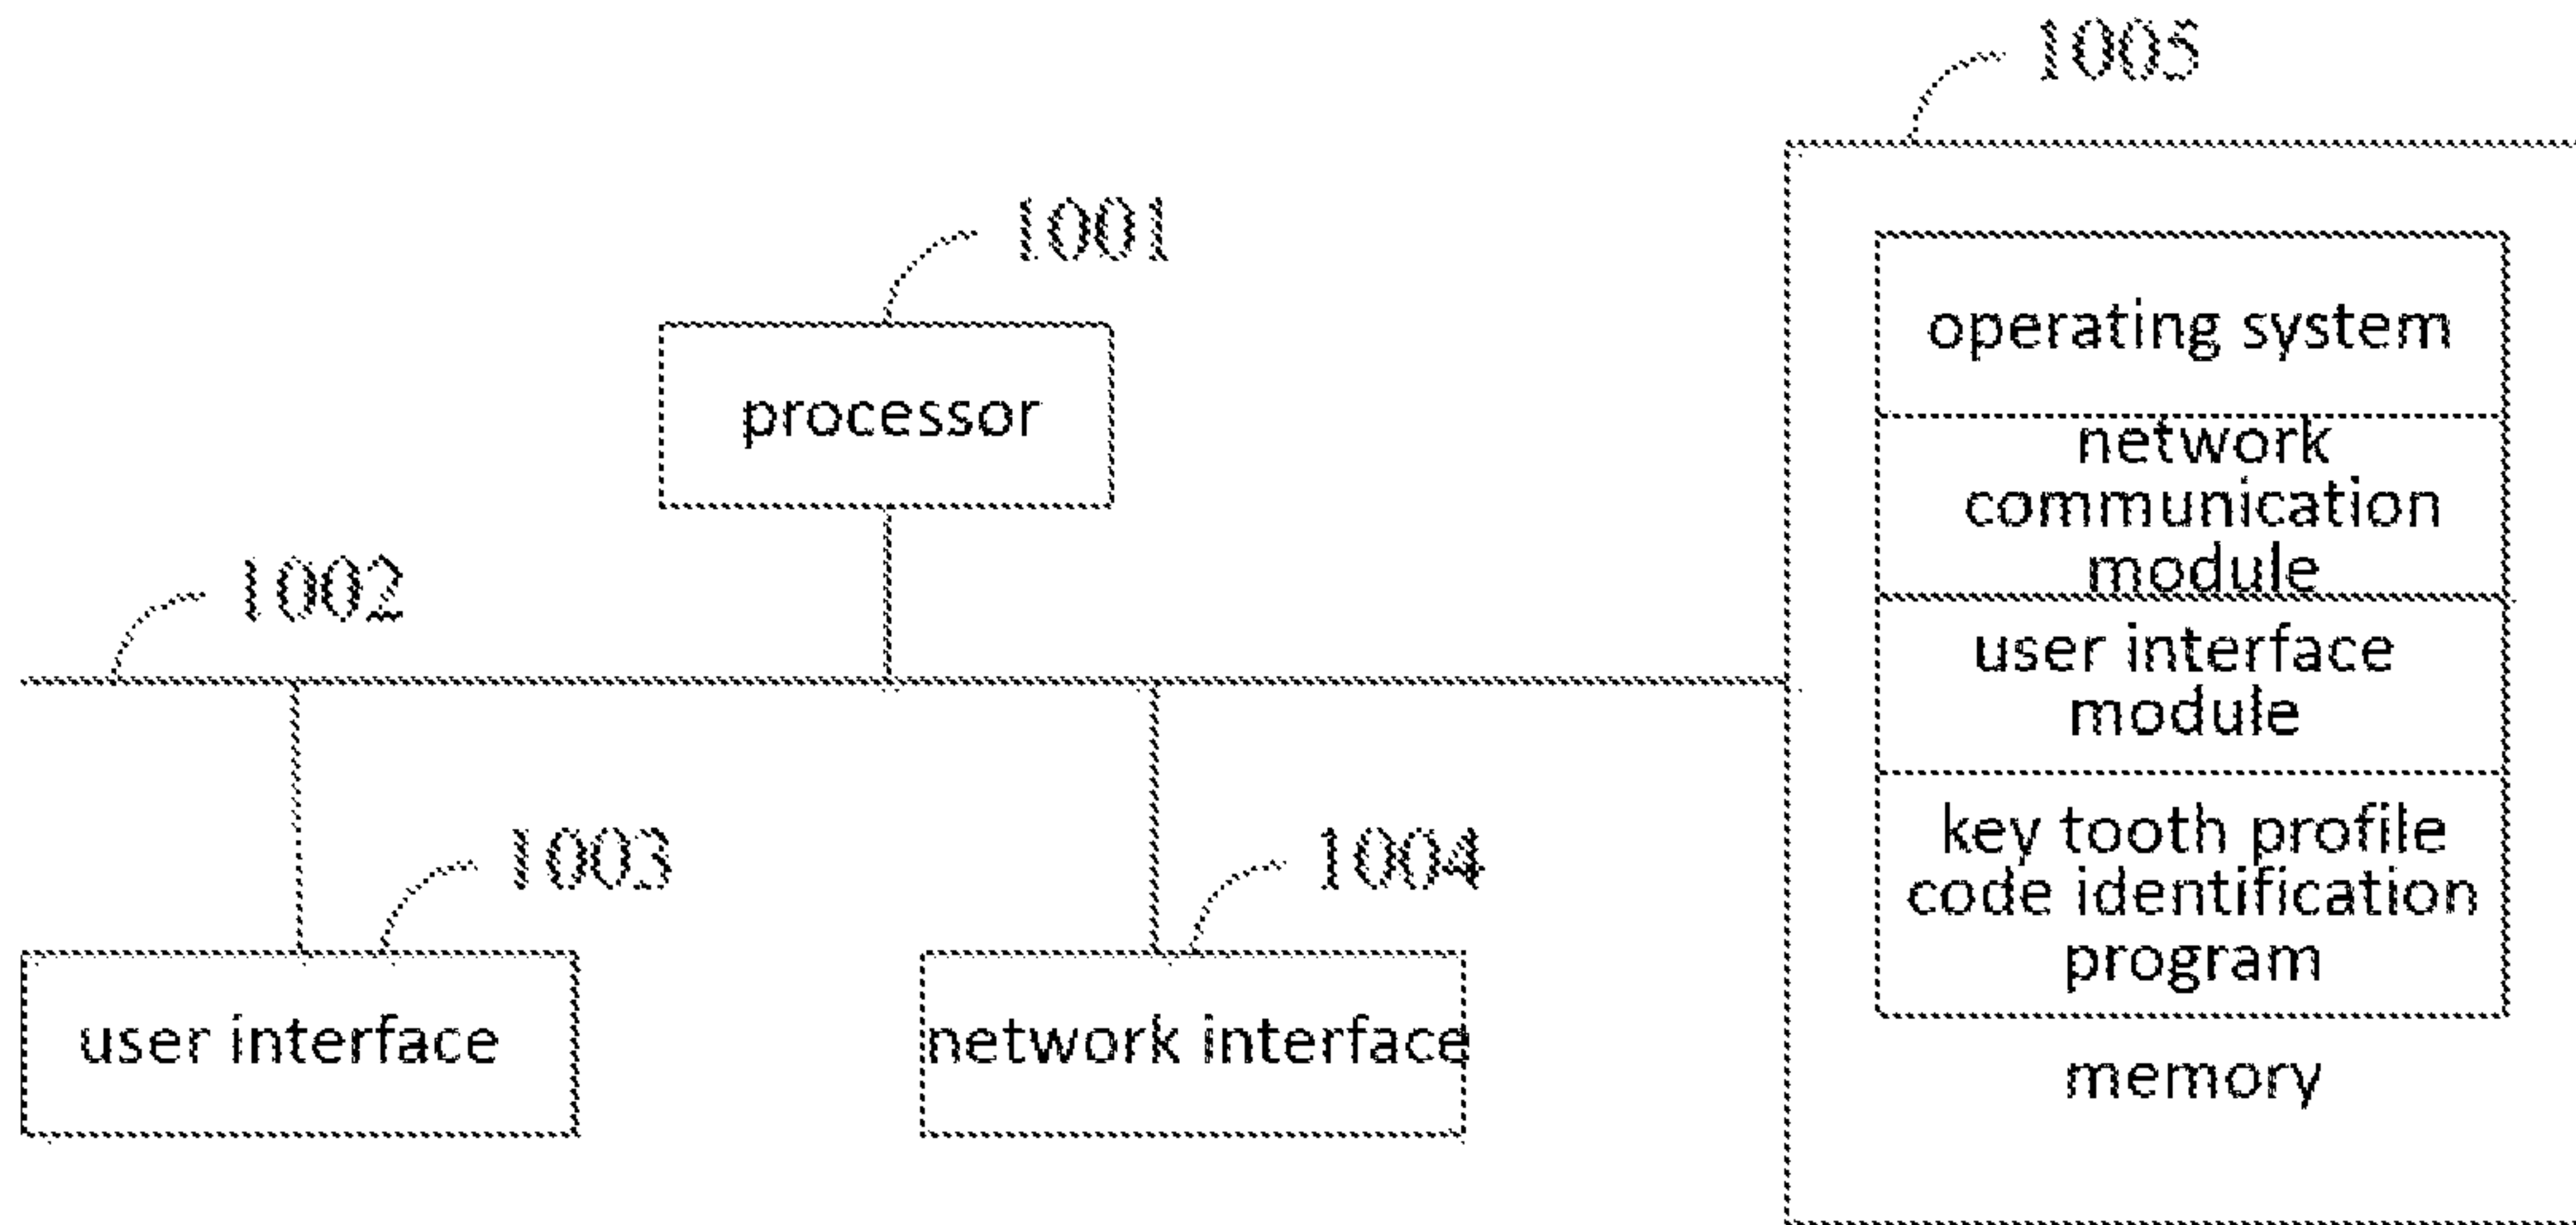 1005
1001
processor
1002
1003
user interface
1004
network interface
operating system
network
communication
module
user interface
module
key tooth profile
code identification
program
memory